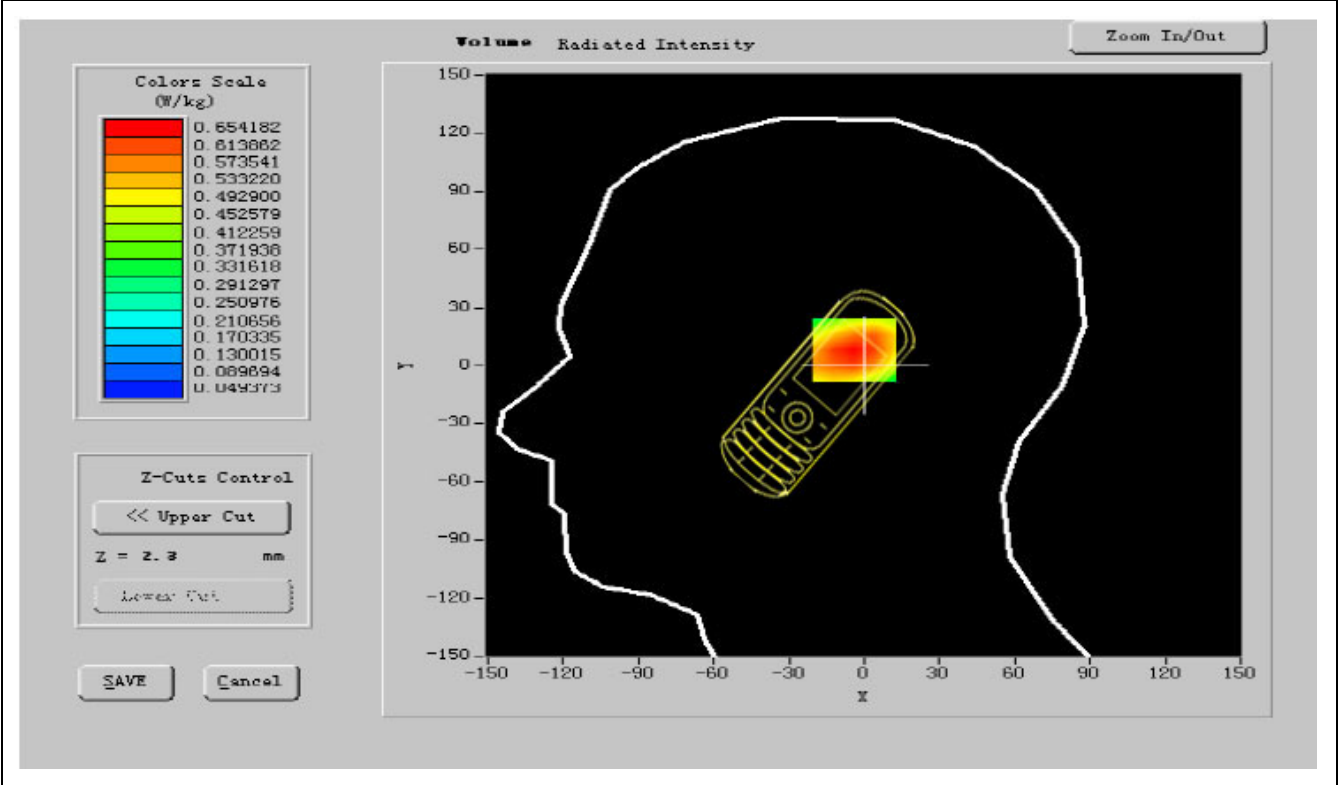 Volume Radiated Intensity
Zoom In/Out
Colors Scale
(W/kg)
0.654182
0.613862
0.573541
0.533220
0.492900
0.452579
0.412259
0.371938
0.331618
0.291297
0.250976
0.210656
0.170335
0.130015
0.089694
0.049373
Z-Cuts Control
<< Upper Cut
Z = 2.3 mm
Lower Cut
SAVE
Cancel
150
120
90
60
30
0
-30
-60
-90
-120
-150
Y
-150 -120 -90 -60 -30 0 30 60 90 120 150
X